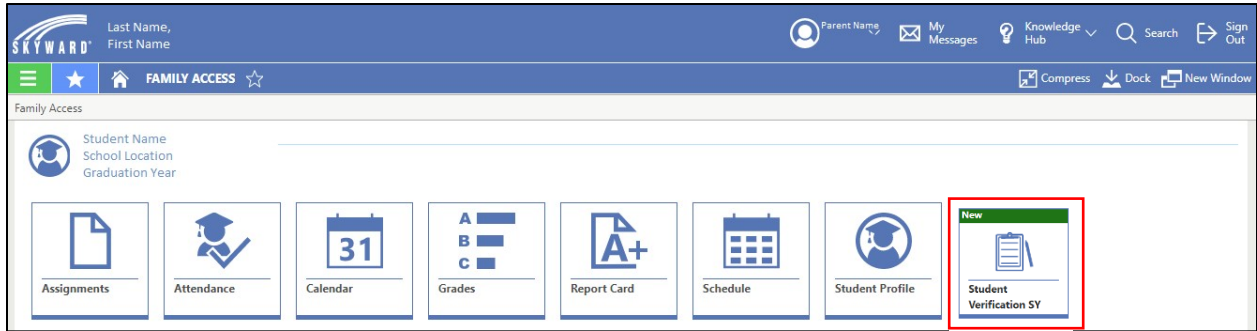 SKYWARD
Last Name,
First Name
Parent Name
My
Messages
Knowledge
Hub
Search
Sign
Out
FAMILY ACCESS
Compress
Dock
New Window
Family Access
Student Name
School Location
Graduation Year
Assignments
Attendance
31
Calendar
A
B
C
Grades
A+
Report Card
Schedule
Student Profile
New
Student
Verification SY